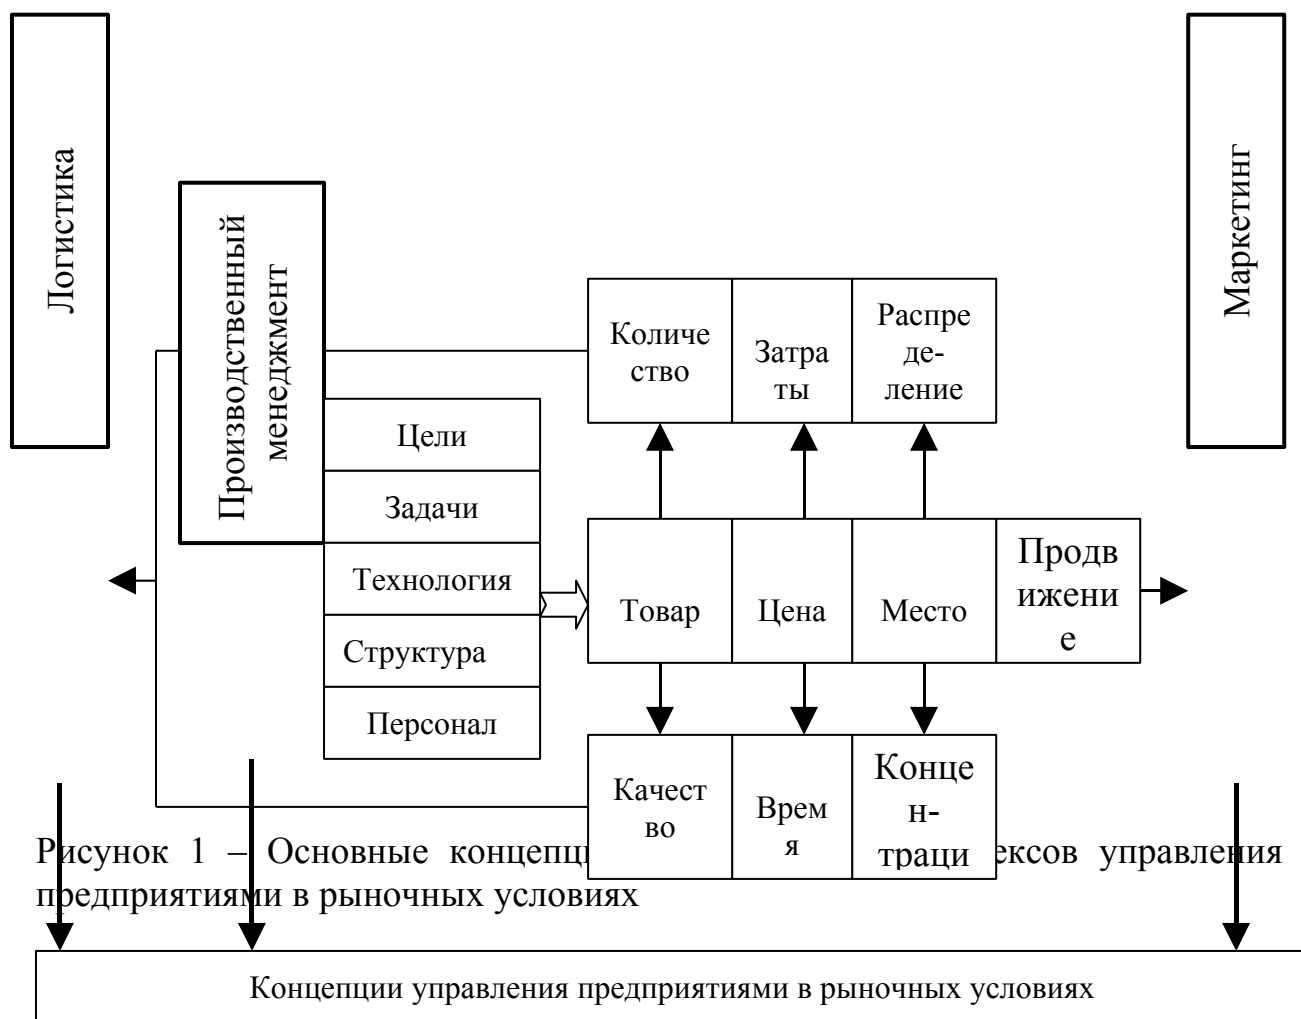 Логистика
Производственный
менеджмент
Маркетинг
Количе
ство
Затра
ты
Распре
де-
ление
Цели
Задачи
Технология
Структура
Персонал
Товар
Цена
Место
Продв
ижени
е
Качест
во
Врем
я
Конце
н-
траци
Рисунок 1 – Основные концепц ексов управления
предприятиями в рыночных условиях
Концепции управления предприятиями в рыночных условиях